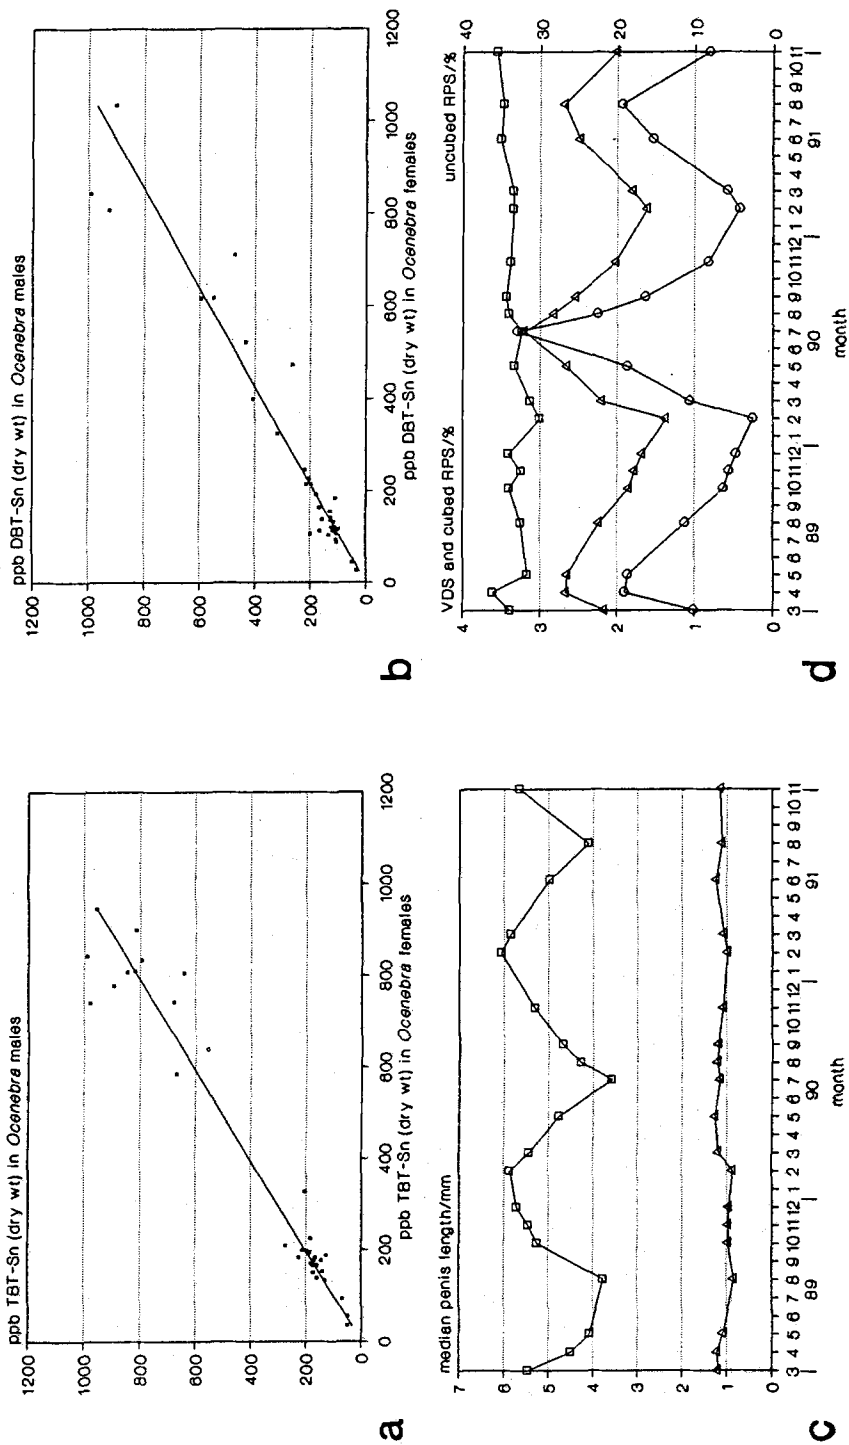 ppb TBT-Sn (dry wt) in Ocenebra males
1200
1000
800
600
400
200
0
0 200 400 600 800 1000 1200
ppb TBT-Sn (dry wt) in Ocenebra females
a
ppb DBT-Sn (dry wt) in Ocenebra males
1200
1000
800
600
400
200
0
0 200 400 600 800 1000 1200
ppb DBT-Sn (dry wt) in Ocenebra females
b
median penis length/mm
7
6
5
4
3
2
1
0
3 4 5 6 7 8 9 10 11 12 1 2 3 4 5 6 7 8 9 10 11 12 1 2 3 4 5 6 7 8 9 10 11
89 90 91
month
c
VDS and cubed RPS/% uncubed RPS/%
4 40
3 30
2 20
1 10
0 0
3 4 5 6 7 8 9 10 11 12 1 2 3 4 5 6 7 8 9 10 11 12 1 2 3 4 5 6 7 8 9 10 11
89 90 91
month
d